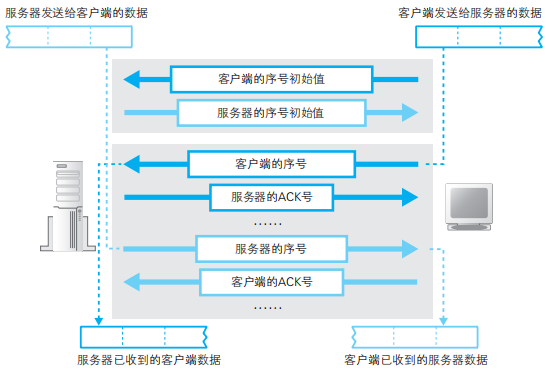 服务器发送给客户端的数据
客户端发送给服务器的数据
客户端的序号初始值
服务器的序号初始值
客户端的序号
服务器的ACK号
……
服务器的序号
客户端的ACK号
……
服务器已收到的客户端数据
客户端已收到的服务器数据